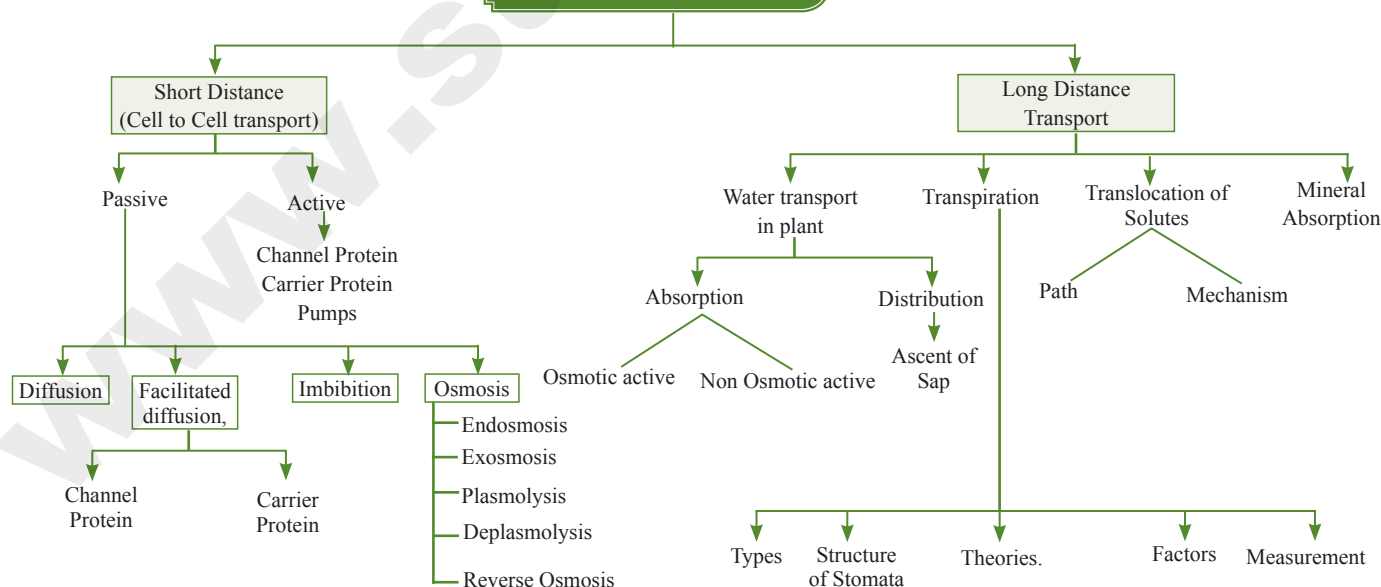 Short Distance
(Cell to Cell transport)
Long Distance
Transport
Passive
Active
Channel Protein
Carrier Protein
Pumps
Water transport
in plant
Transpiration
Translocation of
Solutes
Mineral
Absorption
Absorption
Distribution
Path
Mechanism
Osmotic active
Non Osmotic active
Ascent of
Sap
Diffusion
Facilitated
diffusion,
Imbibition
Osmosis
Channel
Protein
Carrier
Protein
Endosmosis
Exosmosis
Plasmolysis
Deplasmolysis
Reverse Osmosis
Types
Structure
of Stomata
Theories.
Factors
Measurement